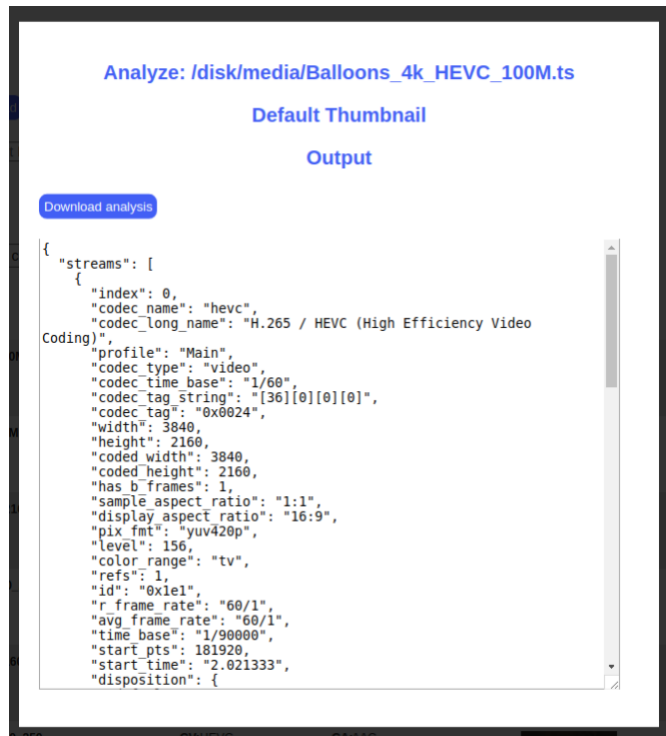 Analyze: /disk/media/Balloons_4k_HEVC_100M.ts
Default Thumbnail
Output
Download analysis
{
  "streams": [
    {
      "index": 0,
      "codec_name": "hevc",
      "codec_long_name": "H.265 / HEVC (High Efficiency Video
Coding)",
      "profile": "Main",
      "codec_type": "video",
      "codec_time_base": "1/60",
      "codec_tag_string": "[36][0][0][0]",
      "codec_tag": "0x0024",
      "width": 3840,
      "height": 2160,
      "coded_width": 3840,
      "coded_height": 2160,
      "has_b_frames": 1,
      "sample_aspect_ratio": "1:1",
      "display_aspect_ratio": "16:9",
      "pix_fmt": "yuv420p",
      "level": 156,
      "color_range": "tv",
      "refs": 1,
      "id": "0x1e1",
      "r_frame_rate": "60/1",
      "avg_frame_rate": "60/1",
      "time_base": "1/90000",
      "start_pts": 181920,
      "start_time": "2.021333",
      "disposition": {